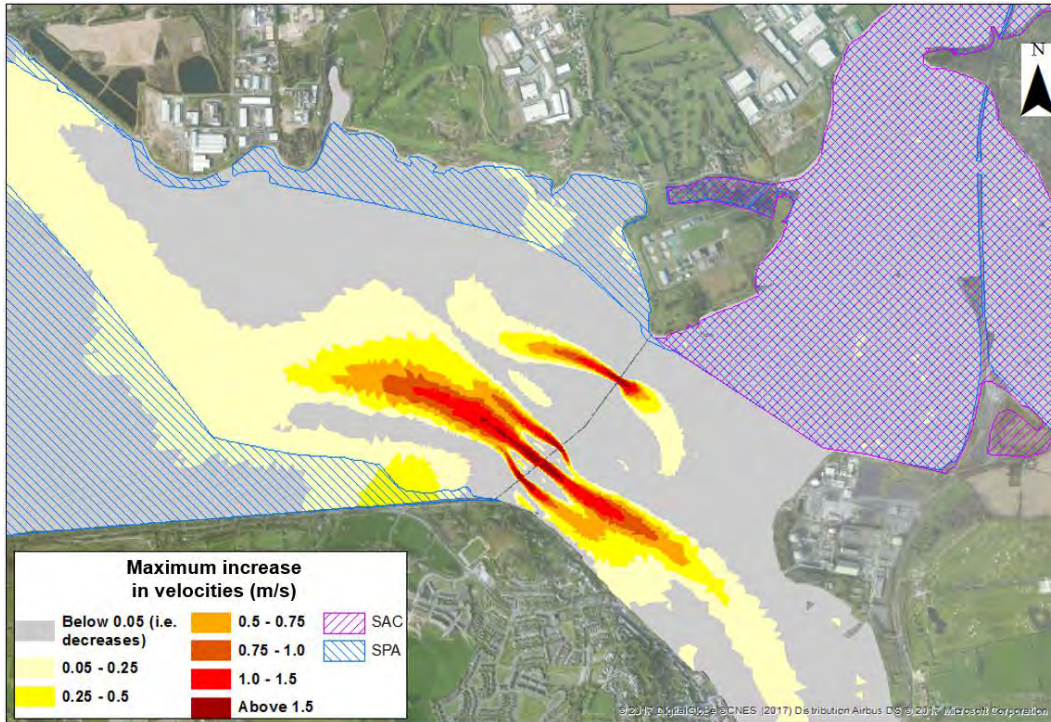 N
Maximum increase
in velocities (m/s)
Below 0.05 (i.e.
decreases)
0.05 - 0.25
0.25 - 0.5
0.5 - 0.75
0.75 - 1.0
1.0 - 1.5
Above 1.5
SAC
SPA
© 2017 DigitalGlobe ©CNES (2017) Distribution Airbus DS © 2017 Microsoft Corporation